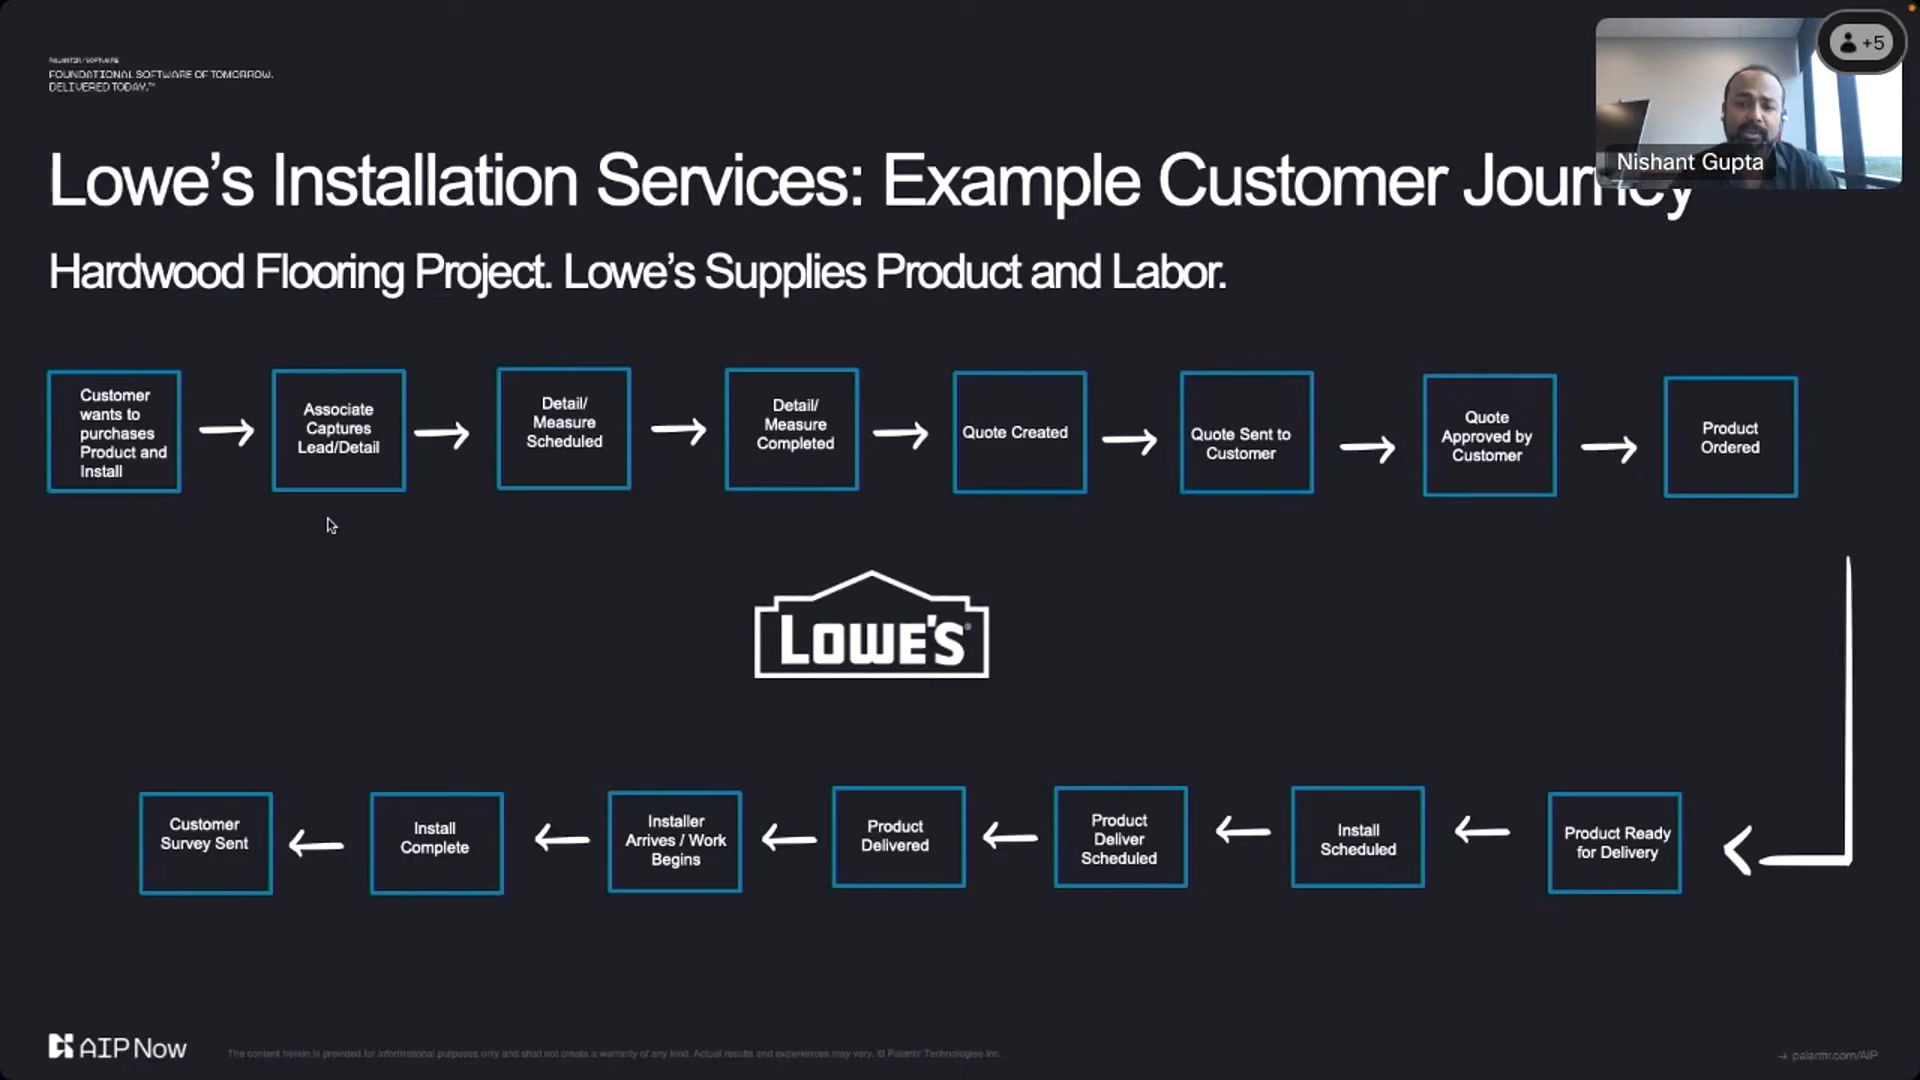 PALANTIR / SOFTWARE
FOUNDATIONAL SOFTWARE OF TOMORROW.
DELIVERED TODAY.™
+5
Nishant Gupta
Lowe’s Installation Services: Example Customer Journey
Hardwood Flooring Project. Lowe’s Supplies Product and Labor.
Customer
wants to
purchases
Product and
Install
Associate
Captures
Lead/Detail
Detail/
Measure
Scheduled
Detail/
Measure
Completed
Quote Created
Quote Sent to
Customer
Quote
Approved by
Customer
Product
Ordered
LOWE'S®
Product Ready
for Delivery
Install
Scheduled
Product
Deliver
Scheduled
Product
Delivered
Installer
Arrives / Work
Begins
Install
Complete
Customer
Survey Sent
AIP Now
The content herein is provided for informational purposes only and shall not create a warranty of any kind. Actual results and experiences may vary. © Palantir Technologies Inc.
→ palantir.com/AIP